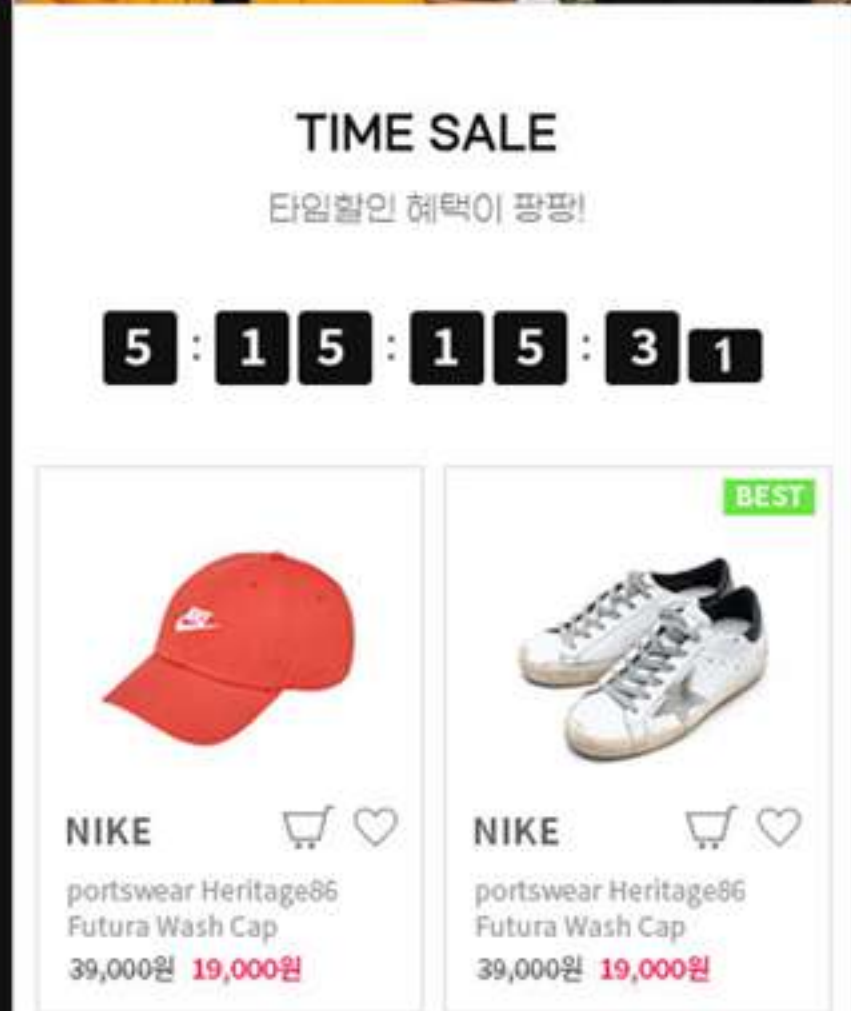 TIME SALE
타임할인 혜택이 팡팡!
5 : 15 : 15 : 31
BEST
NIKE
portswear Heritage86
Futura Wash Cap
39,000원 19,000원
NIKE
portswear Heritage86
Futura Wash Cap
39,000원 19,000원